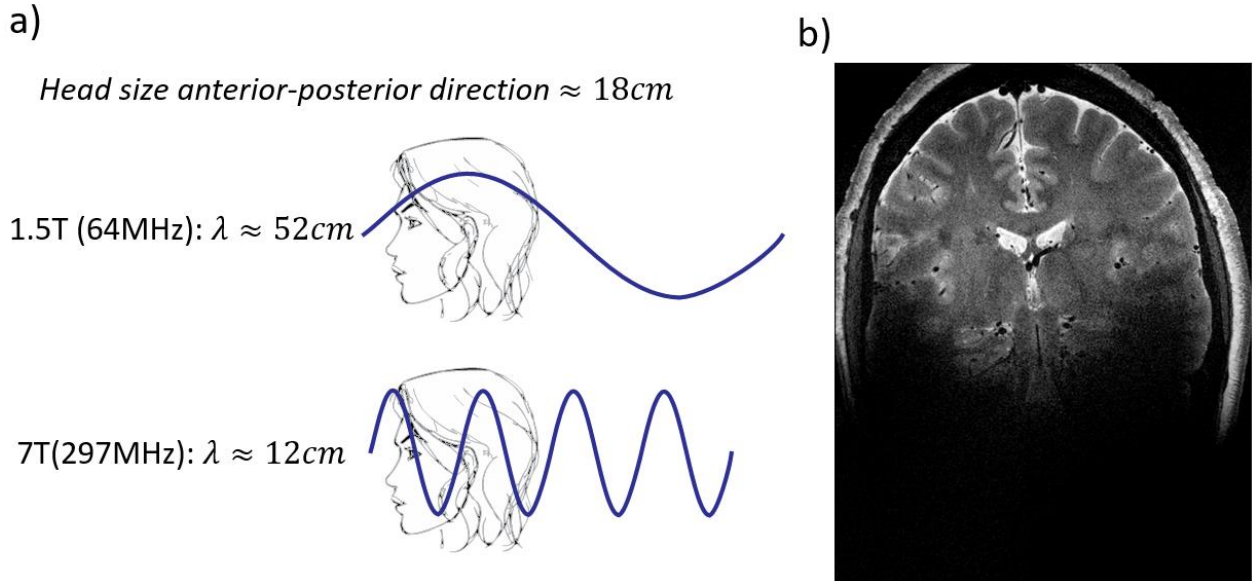 a)
Head size anterior-posterior direction ≈ 18cm
1.5T (64MHz): λ ≈ 52cm
7T(297MHz): λ ≈ 12cm
b)